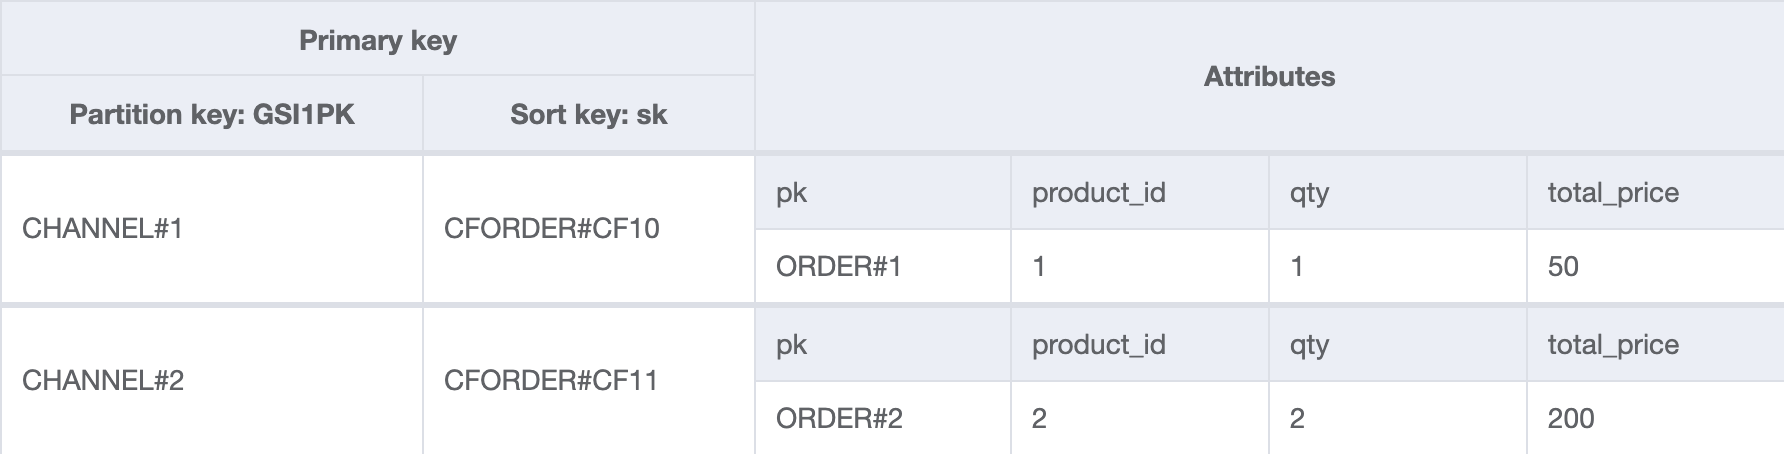 Primary key
Attributes
Partition key: GSI1PK Sort key: sk
pk product_id qty total_price
CHANNEL#1 CFORDER#CF10
ORDER#1 1 1 50
pk product_id qty total_price
CHANNEL#2 CFORDER#CF11
ORDER#2 2 2 200